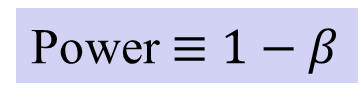 Power ≡ 1 − β